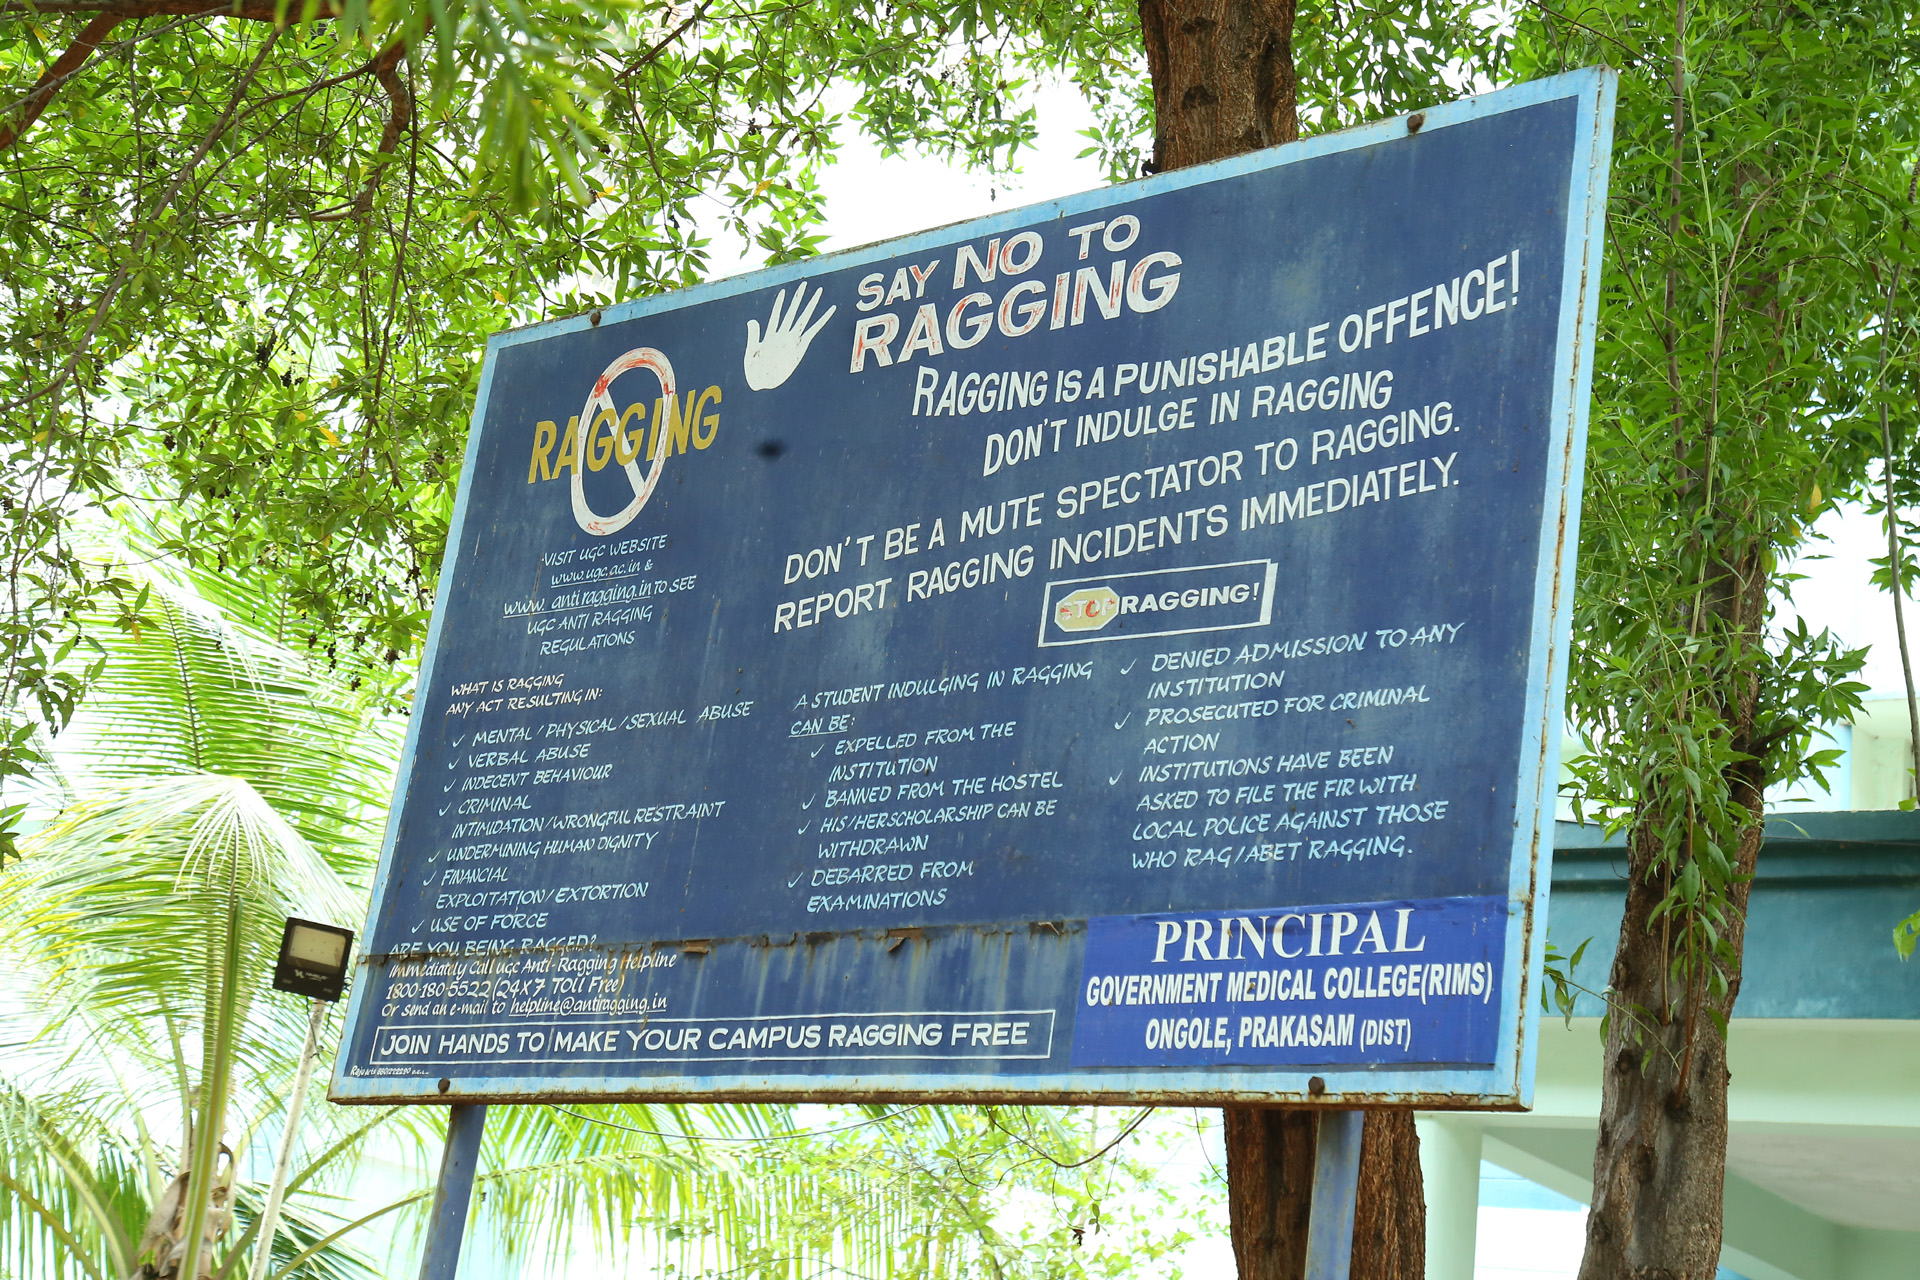 SAY NO TO
RAGGING
RAGGING
RAGGING IS A PUNISHABLE OFFENCE!
DON'T INDULGE IN RAGGING
DON'T BE A MUTE SPECTATOR TO RAGGING.
REPORT RAGGING INCIDENTS IMMEDIATELY.
STOP RAGGING!
VISIT UGC WEBSITE
www.ugc.ac.in &
www.antiragging.in TO SEE
UGC ANTI RAGGING
REGULATIONS
WHAT IS RAGGING
ANY ACT RESULTING IN:
✓ MENTAL/PHYSICAL/SEXUAL ABUSE
✓ VERBAL ABUSE
✓ INDECENT BEHAVIOUR
✓ CRIMINAL
INTIMIDATION/WRONGFUL RESTRAINT
✓ UNDERMINING HUMAN DIGNITY
✓ FINANCIAL
EXPLOITATION/EXTORTION
✓ USE OF FORCE
ARE YOU BEING RAGGED?
Immediately Call ugc Anti-Ragging Helpline
1800-180-5522 (24X7 Toll Free)
Or send an e-mail to helpline@antiragging.in
A STUDENT INDULGING IN RAGGING
CAN BE:
✓ EXPELLED FROM THE
INSTITUTION
✓ BANNED FROM THE HOSTEL
✓ HIS/HERSCHOLARSHIP CAN BE
WITHDRAWN
✓ DEBARRED FROM
EXAMINATIONS
✓ DENIED ADMISSION TO ANY
INSTITUTION
✓ PROSECUTED FOR CRIMINAL
ACTION
✓ INSTITUTIONS HAVE BEEN
ASKED TO FILE THE FIR WITH
LOCAL POLICE AGAINST THOSE
WHO RAG/ABET RAGGING.
JOIN HANDS TO MAKE YOUR CAMPUS RAGGING FREE
PRINCIPAL
GOVERNMENT MEDICAL COLLEGE(RIMS)
ONGOLE, PRAKASAM (DIST)